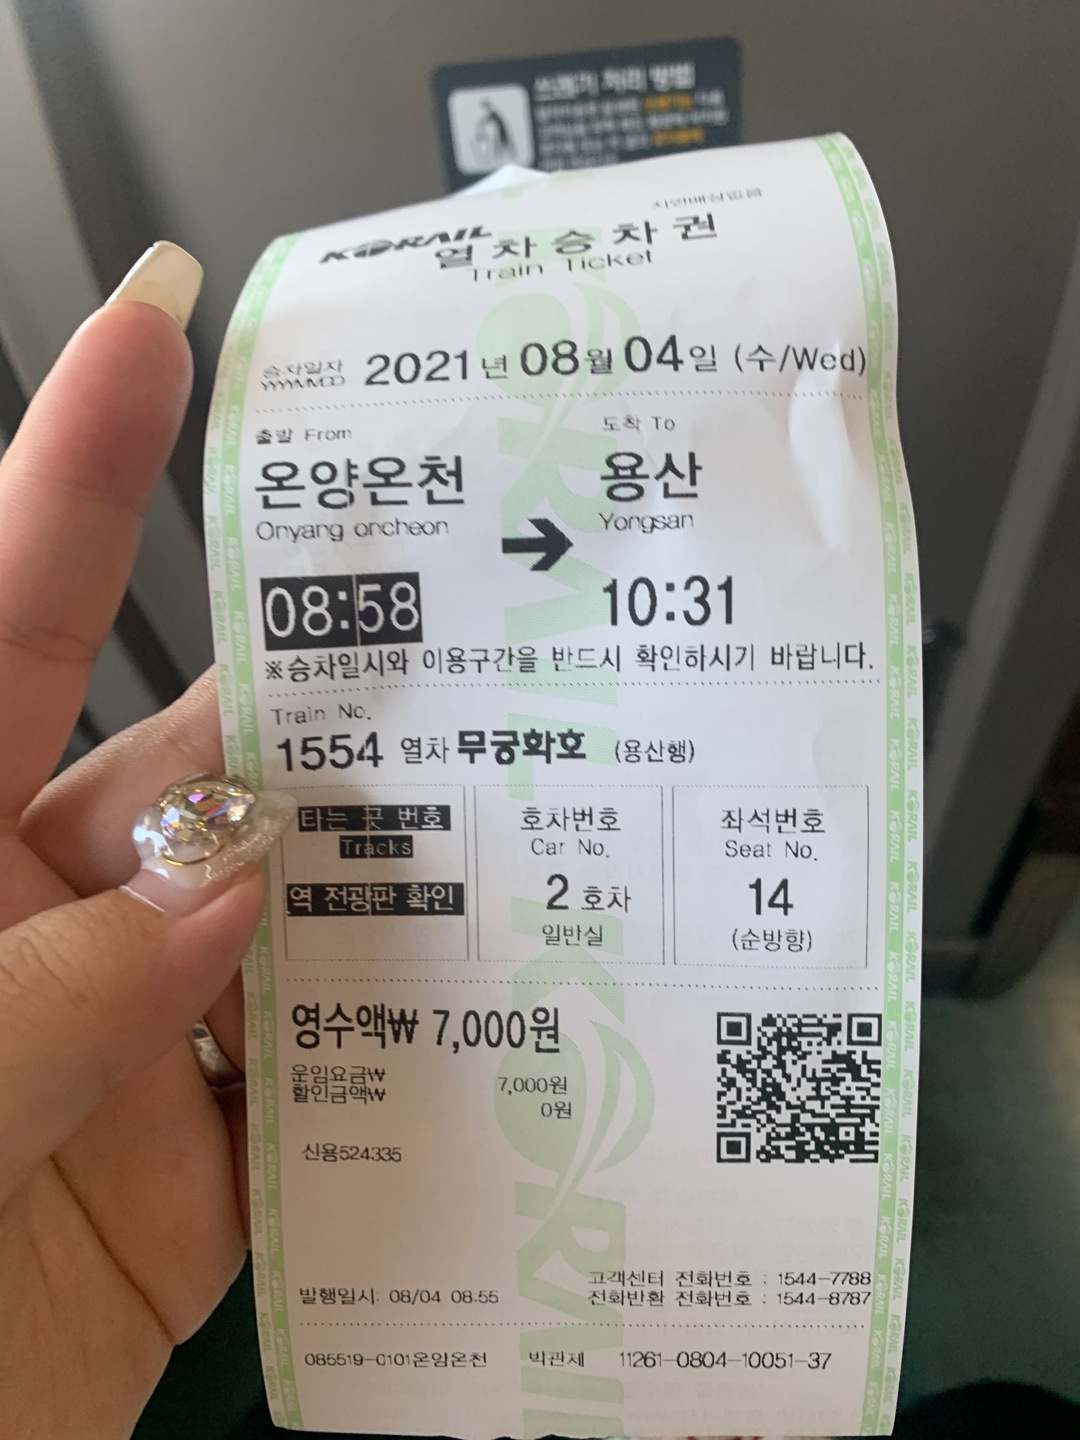 쓰레기 처리 방법
지연배상없음
KORAIL 열차승차권
Train Ticket
승차일자 2021년 08월 04일 (수/Wed)
YYYYMMDD
출발 From
도착 To
온양온천
용산
Onyang oncheon
Yongsan
➔
08:58
10:31
※승차일시와 이용구간을 반드시 확인하시기 바랍니다.
Train No.
1554 열차 무궁화호 (용산행)
타는 곳 번호
Tracks
역 전광판 확인
호차번호
Car No.
2 호차
일반실
좌석번호
Seat No.
14
(순방향)
영수액₩ 7,000원
운임요금₩ 7,000원
할인금액₩ 0원
신용524335
고객센터 전화번호 : 1544-7788
발행일시: 08/04 08:55
전화반환 전화번호 : 1544-8787
085519-0101온양온천 박관제 11261-0804-10051-37